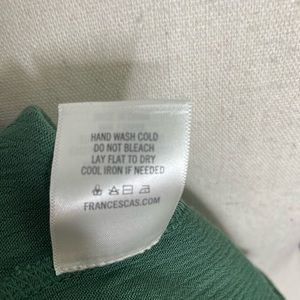 HAND WASH COLD
DO NOT BLEACH
LAY FLAT TO DRY
COOL IRON IF NEEDED
FRANCESCAS.COM